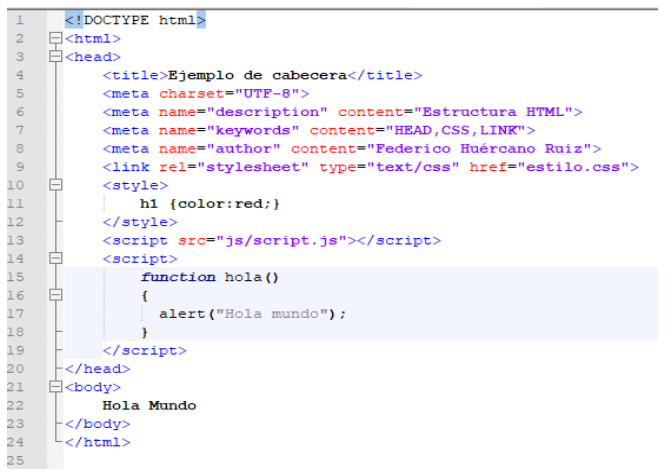 1 <!DOCTYPE html>
2 <html>
3 <head>
4 <title>Ejemplo de cabecera</title>
5 <meta charset="UTF-8">
6 <meta name="description" content="Estructura HTML">
7 <meta name="keywords" content="HEAD,CSS,LINK">
8 <meta name="author" content="Federico Huércano Ruiz">
9 <link rel="stylesheet" type="text/css" href="estilo.css">
10 <style>
11 h1 {color:red;}
12 </style>
13 <script src="js/script.js"></script>
14 <script>
15 function hola()
16 {
17 alert("Hola mundo");
18 }
19 </script>
20 </head>
21 <body>
22 Hola Mundo
23 </body>
24 </html>
25